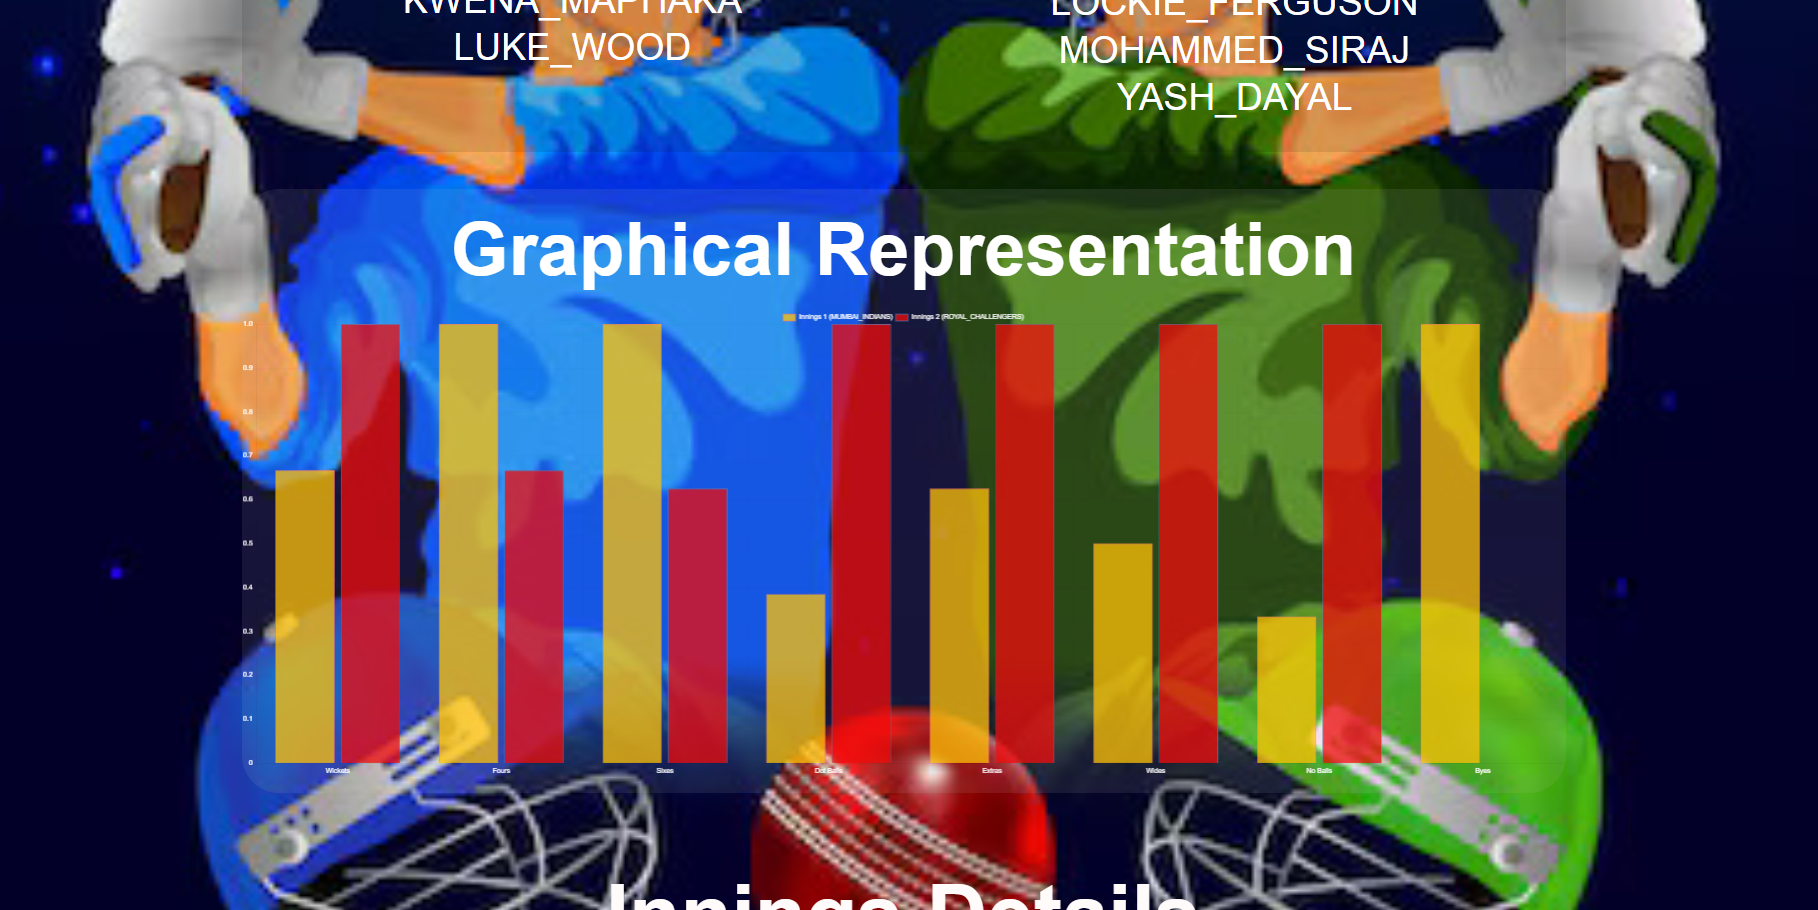 KWENA_MAPHAKA
LUKE_WOOD
LOCKIE_FERGUSON
MOHAMMED_SIRAJ
YASH_DAYAL
Graphical Representation
Innings 1 (MUMBAI_INDIANS) Innings 2 (ROYAL_CHALLENGERS)
1.0
0.9
0.8
0.7
0.6
0.5
0.4
0.3
0.2
0.1
0
Wickets Fours Sixes Dot Balls Extras Wides No Balls Byes
Innings Details